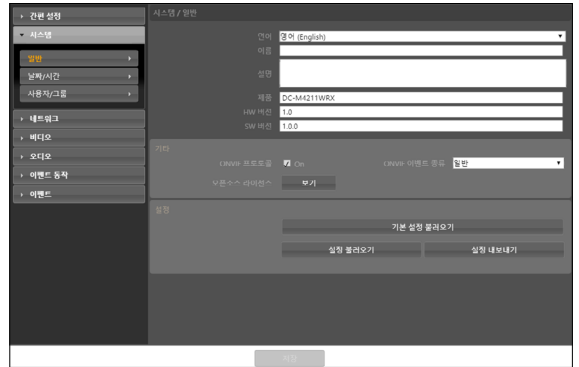 간편 설정
시스템
일반
날짜/시간
사용자/그룹
네트워크
비디오
오디오
이벤트 동작
이벤트
시스템 / 일반
언어 영어 (English)
이름
설명
제품 DC-M4211WRX
HW 버전 1.0
SW 버전 1.0.0
기타
ONVIF 프로토콜 On ONVIF 이벤트 종류 일반
오픈소스 라이선스 보기
설정
기본 설정 불러오기
설정 불러오기 설정 내보내기
저장